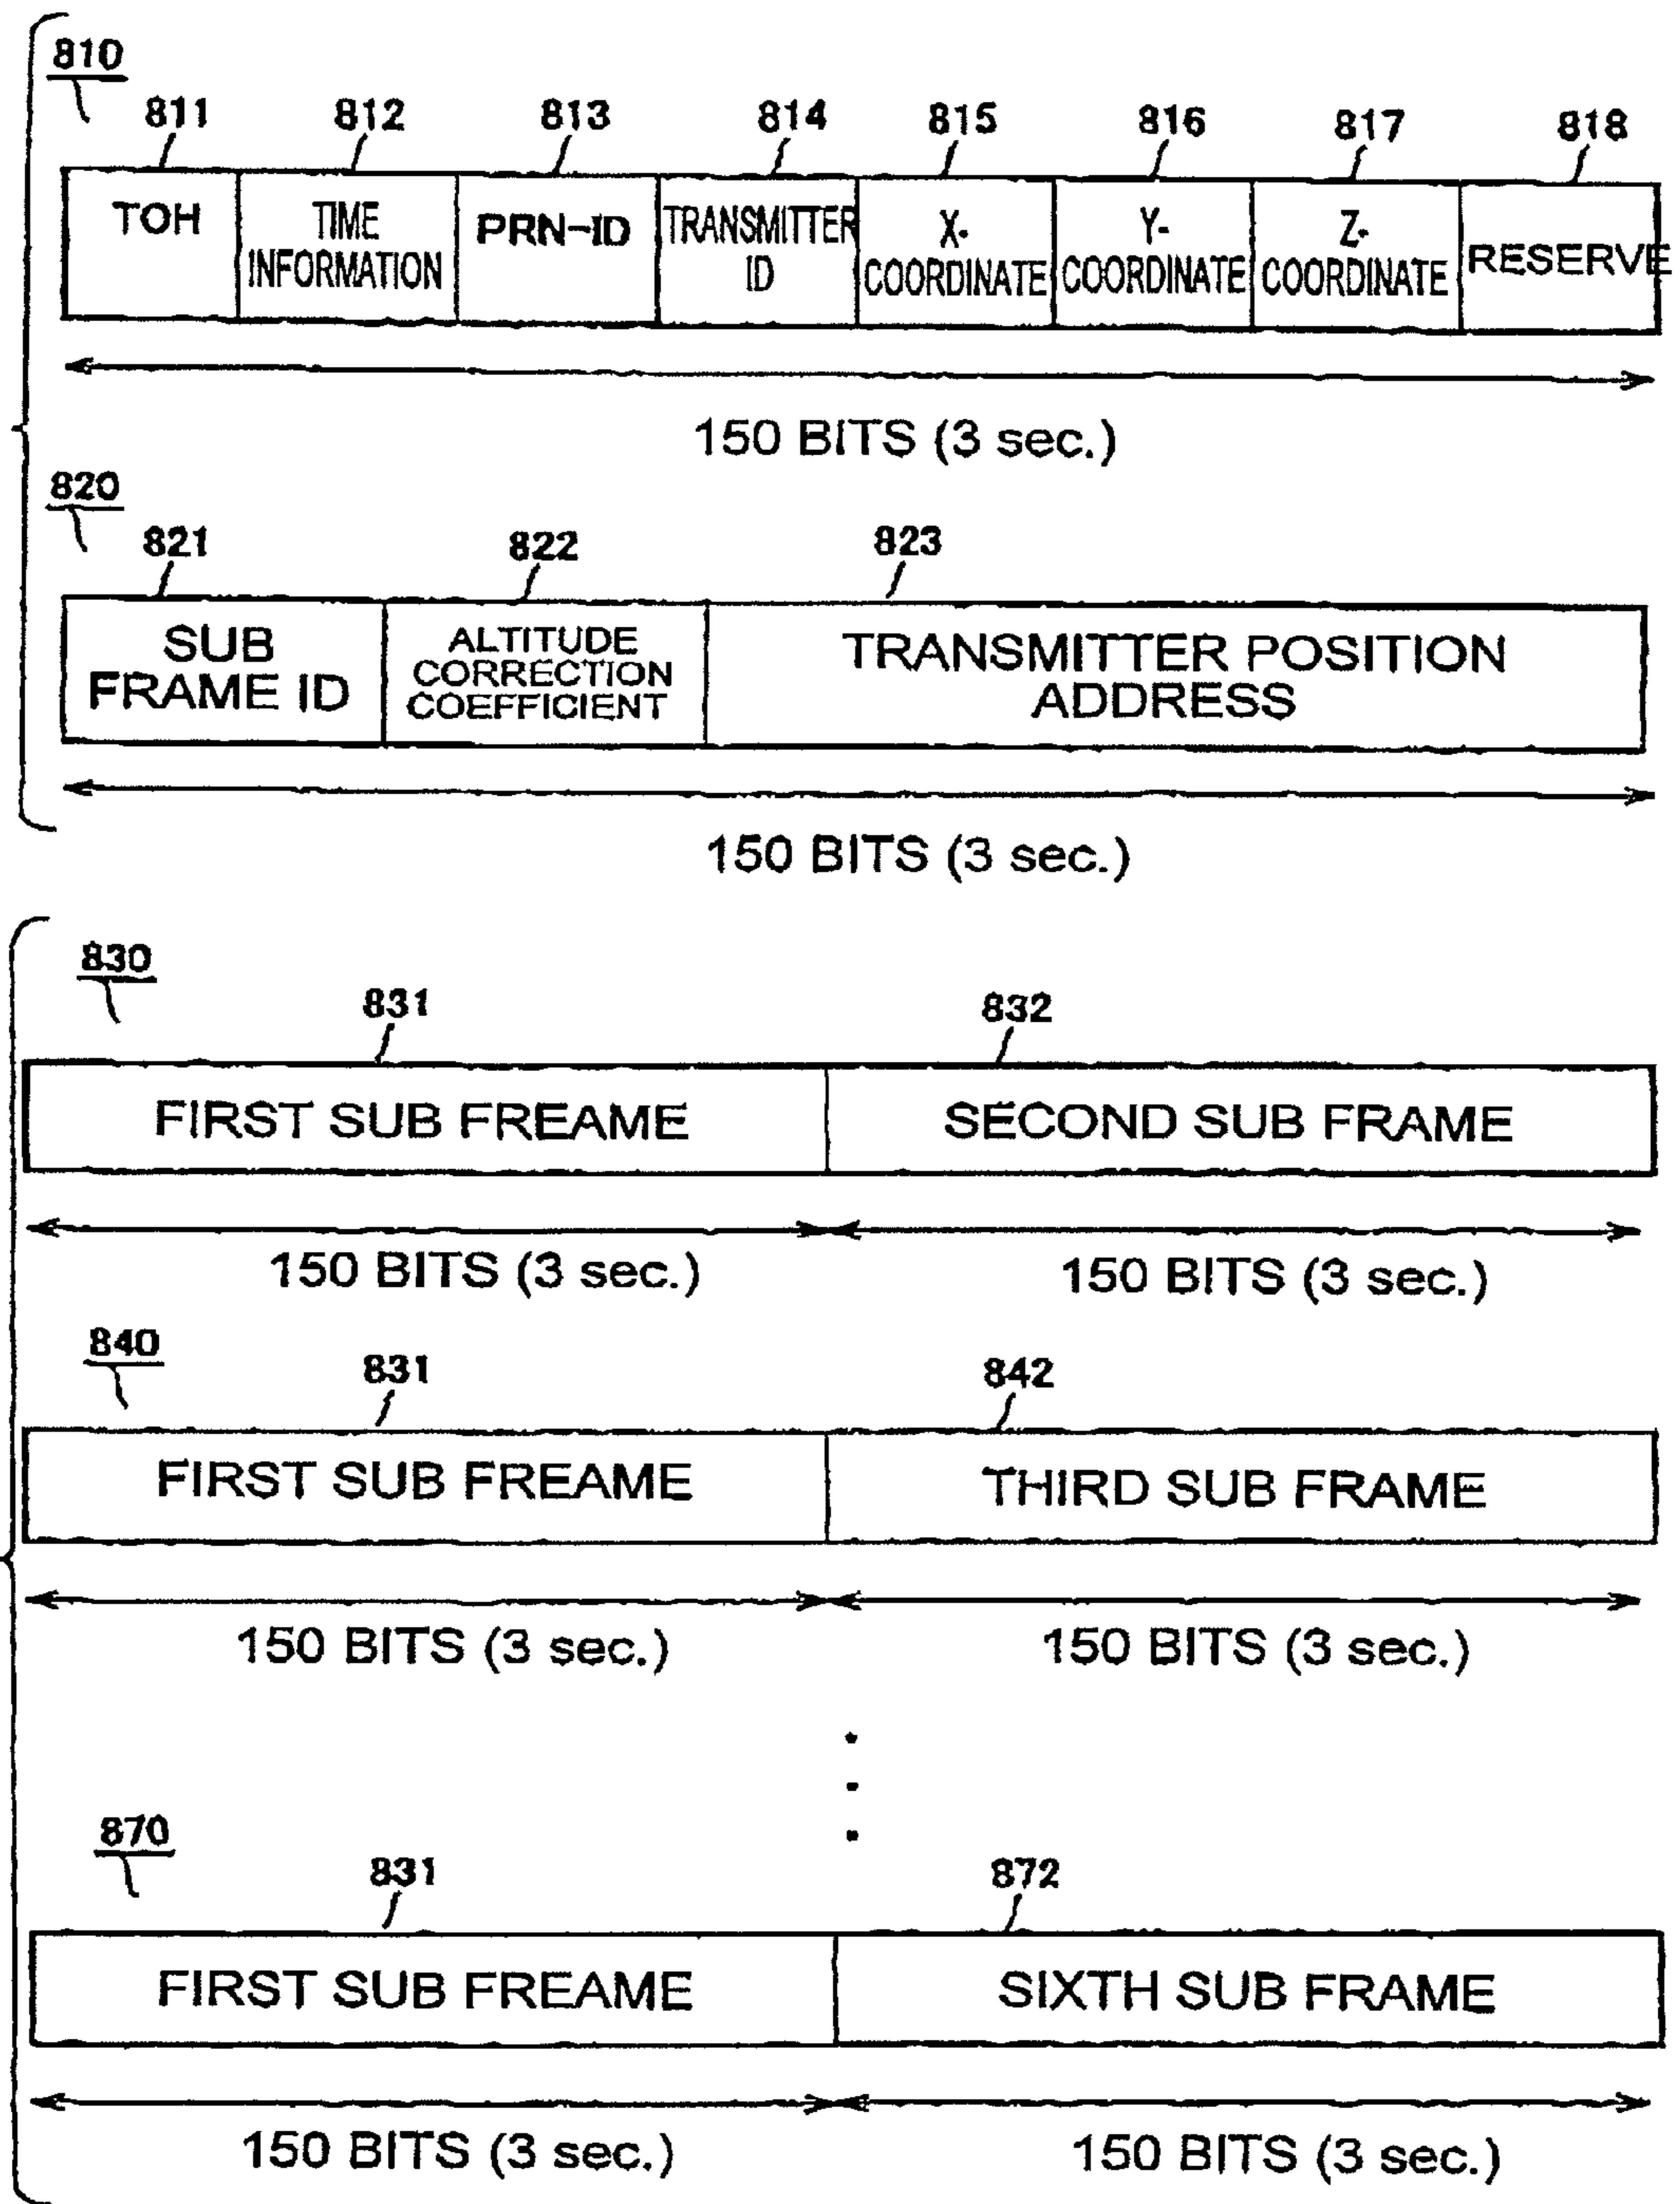 810
811 812 813 814 815 816 817 818
TOH TIME INFORMATION PRN-ID TRANSMITTER ID X-COORDINATE Y-COORDINATE Z-COORDINATE RESERVE
150 BITS (3 sec.)
820
821 822 823
SUB FRAME ID ALTITUDE CORRECTION COEFFICIENT TRANSMITTER POSITION ADDRESS
150 BITS (3 sec.)
830
831 832
FIRST SUB FREAME SECOND SUB FRAME
150 BITS (3 sec.) 150 BITS (3 sec.)
840
831 842
FIRST SUB FREAME THIRD SUB FRAME
150 BITS (3 sec.) 150 BITS (3 sec.)
870
831 872
FIRST SUB FREAME SIXTH SUB FRAME
150 BITS (3 sec.) 150 BITS (3 sec.)